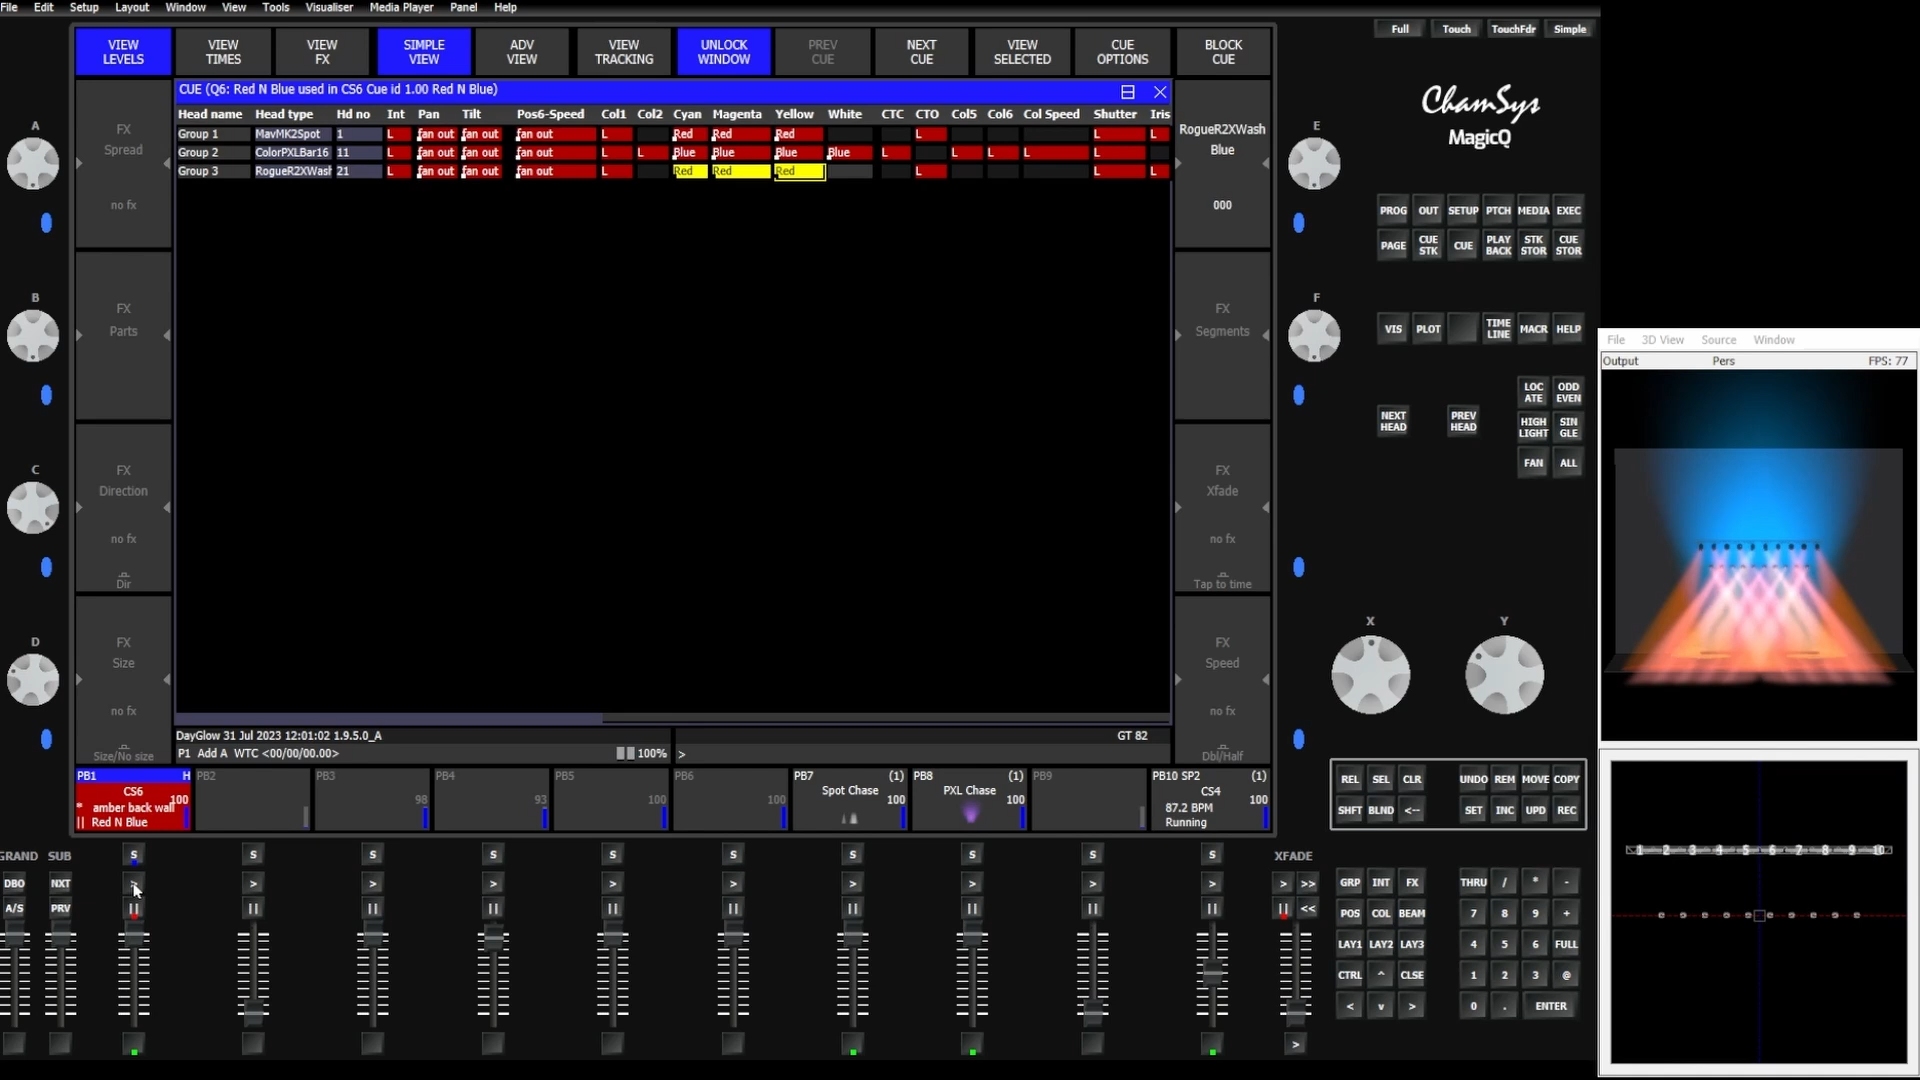 File Edit Setup Layout Window View Tools Visualiser Media Player Panel Help
Full Touch TouchFdr Simple
VIEW LEVELS VIEW TIMES VIEW FX SIMPLE VIEW ADV VIEW VIEW TRACKING UNLOCK WINDOW PREV CUE NEXT CUE VIEW SELECTED CUE OPTIONS BLOCK CUE
CUE (Q6: Red N Blue used in CS6 Cue id 1.00 Red N Blue)
Head name Head type Hd no Int Pan Tilt Pos6-Speed Col1 Col2 Cyan Magenta Yellow White CTC CTO Col5 Col6 Col Speed Shutter Iris
Group 1 MavMK2Spot 1 L fan out fan out fan out L Red Red Red L L L
Group 2 ColorPXLBar16 11 L fan out fan out fan out L L Blue Blue Blue Blue L L L L L
Group 3 RogueR2XWash 21 L fan out fan out fan out L Red Red Red L L L
A
FX
Spread
no fx
B
FX
Parts
C
FX
Direction
no fx
Dir
D
FX
Size
no fx
Size/No size
RogueR2XWash
Blue
000
E
FX
Segments
F
FX
Xfade
no fx
Tap to time
FX
Speed
no fx
Dbl/Half
ChamSys
MagicQ
PROG OUT SETUP PTCH MEDIA EXEC
PAGE CUE STK CUE PLAY BACK STK STOR CUE STOR
VIS PLOT TIME LINE MACR HELP
LOC ATE ODD EVEN
NEXT HEAD PREV HEAD HIGH LIGHT SIN GLE
FAN ALL
X Y
File 3D View Source Window
Output Pers FPS: 77
DayGlow 31 Jul 2023 12:01:02 1.9.5.0_A GT 82
P1 Add A WTC <00/00/00.00> 100% >
PB1 H PB2 PB3 PB4 PB5 PB6 PB7 (1) PB8 (1) PB9 PB10 SP2 (1)
CS6 Spot Chase PXL Chase CS4
100 98 93 100 100 100 100 100
* amber back wall 87.2 BPM
|| Red N Blue Running
REL SEL CLR UNDO REM MOVE COPY
SHFT BLND <-- SET INC UPD REC
GRAND SUB S S S S S S S S S S XFADE
DBO NXT > > > > > > > > > > > >>
A/S PRV || || || || || || || || || || || <<
>
GRP INT FX THRU / * -
POS COL BEAM 7 8 9 +
LAY1 LAY2 LAY3 4 5 6 FULL
CTRL ^ CLSE 1 2 3 @
< v > 0 . ENTER
1 2 3 4 5 6 7 8 9 10